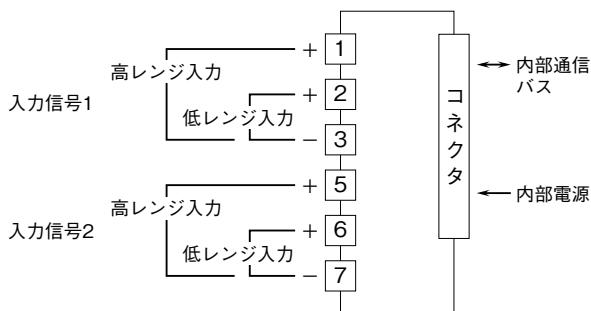 + 1
高レンジ入力
+ 2
入力信号1
低レンジ入力
− 3
+ 5
高レンジ入力
+ 6
入力信号2
低レンジ入力
− 7
コネクタ
内部通信
バス
内部電源